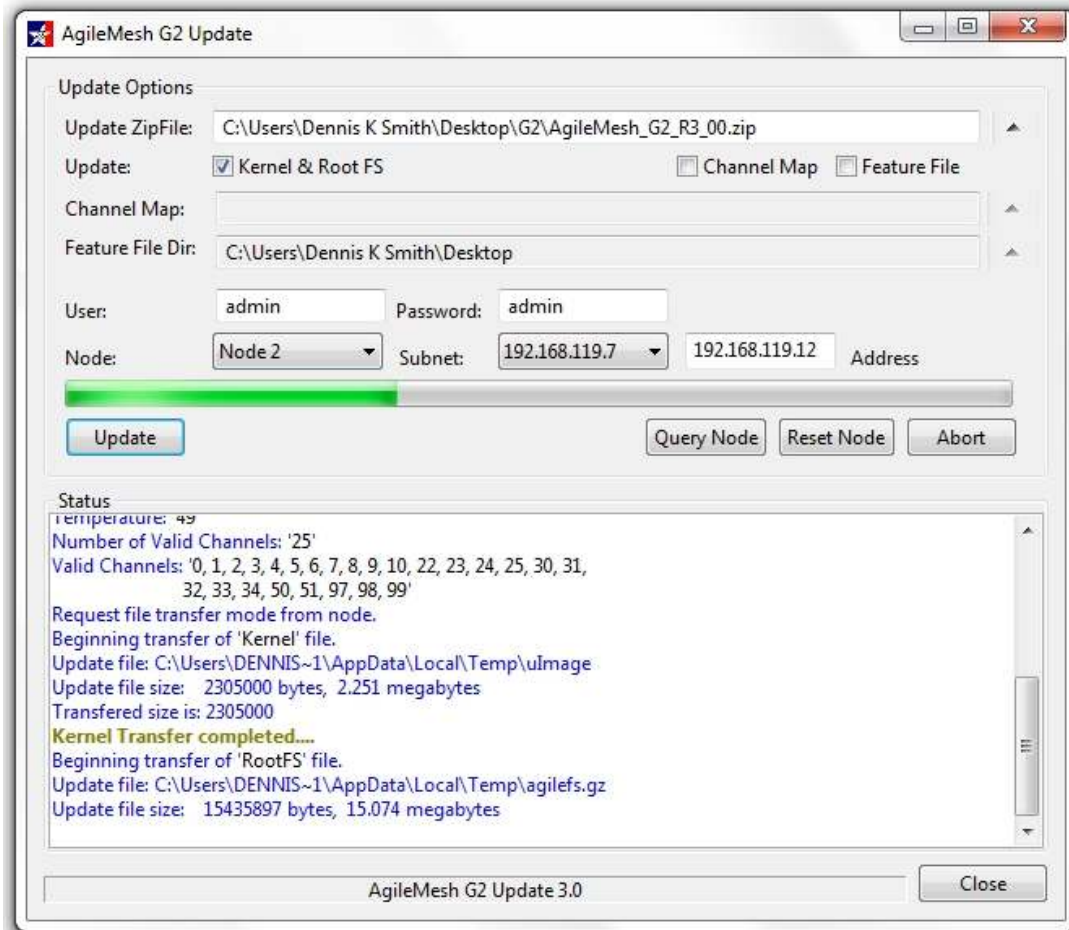 AgileMesh G2 Update
Update Options
Update ZipFile: C:\Users\Dennis K Smith\Desktop\G2\AgileMesh_G2_R3_00.zip
Update: Kernel & Root FS Channel Map Feature File
Channel Map:
Feature File Dir: C:\Users\Dennis K Smith\Desktop
User: admin Password: admin
Node: Node 2 Subnet: 192.168.119.7 192.168.119.12 Address
Update Query Node Reset Node Abort
Status
Temperature: '49'
Number of Valid Channels: '25'
Valid Channels: '0, 1, 2, 3, 4, 5, 6, 7, 8, 9, 10, 22, 23, 24, 25, 30, 31,
32, 33, 34, 50, 51, 97, 98, 99'
Request file transfer mode from node.
Beginning transfer of 'Kernel' file.
Update file: C:\Users\DENNIS~1\AppData\Local\Temp\uImage
Update file size: 2305000 bytes, 2.251 megabytes
Transfered size is: 2305000
Kernel Transfer completed....
Beginning transfer of 'RootFS' file.
Update file: C:\Users\DENNIS~1\AppData\Local\Temp\agilefs.gz
Update file size: 15435897 bytes, 15.074 megabytes
AgileMesh G2 Update 3.0
Close